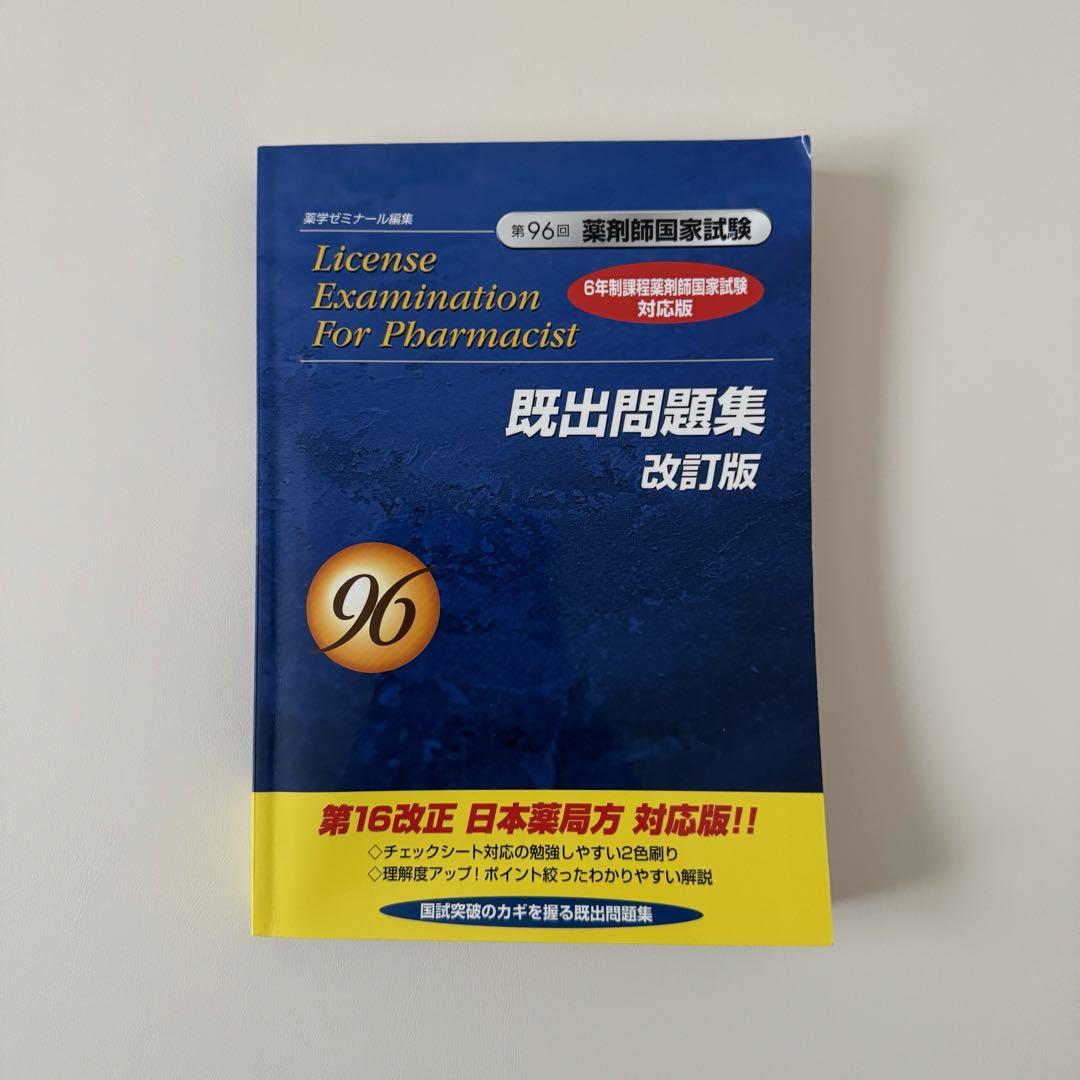 薬学ゼミナール編集
第96回 薬剤師国家試験
License
Examination
For Pharmacist
6年制課程薬剤師国家試験
対応版
既出問題集
改訂版
96
第16改正 日本薬局方 対応版!!
◇チェックシート対応の勉強しやすい2色刷り
◇理解度アップ!ポイント絞ったわかりやすい解説
国試突破のカギを握る既出問題集